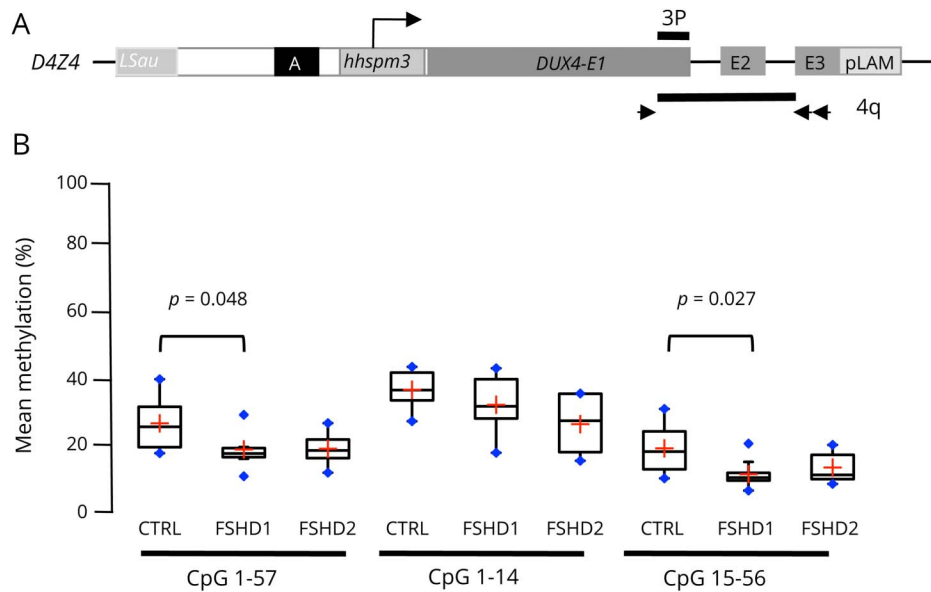 A
3P
D4Z4 LSau A hhspm3 DUX4-E1 E2 E3 pLAM
4q
B
Mean methylation (%)
100
80
60
40
20
0
p = 0.048
p = 0.027
CTRL FSHD1 FSHD2 CTRL FSHD1 FSHD2 CTRL FSHD1 FSHD2
CpG 1-57 CpG 1-14 CpG 15-56